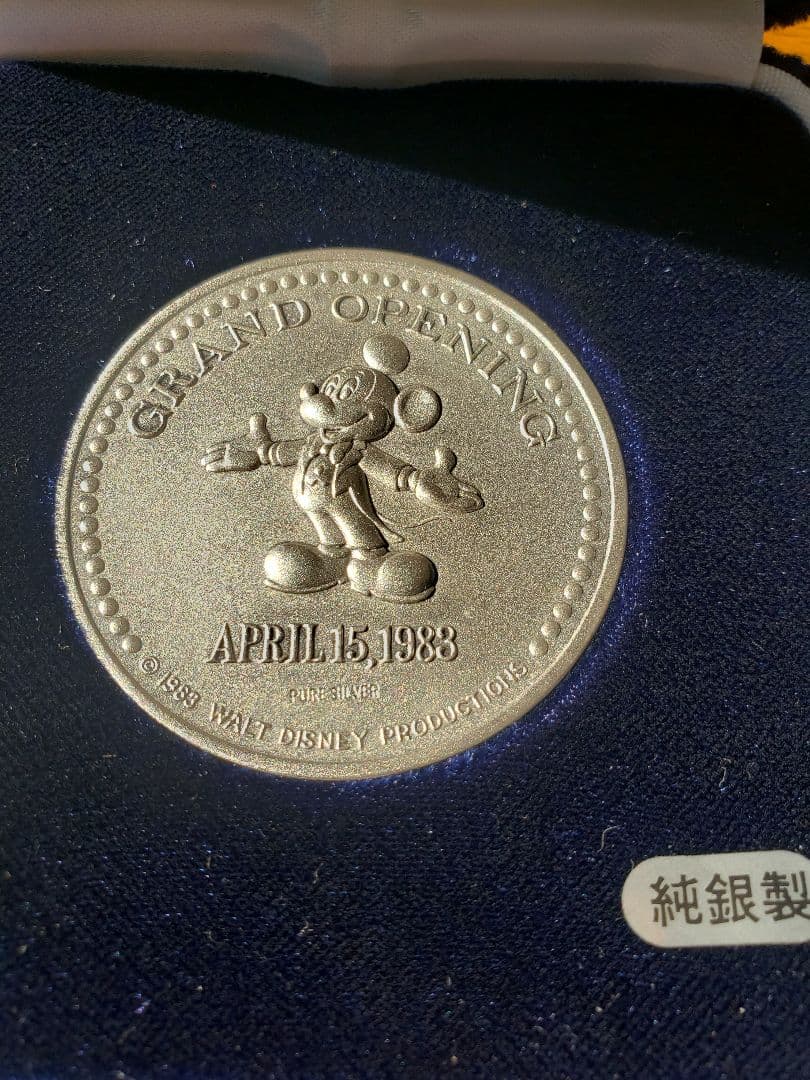 GRAND OPENING
APRIL 15, 1983
PURE SILVER
© 1983 WALT DISNEY PRODUCTIONS
純銀製